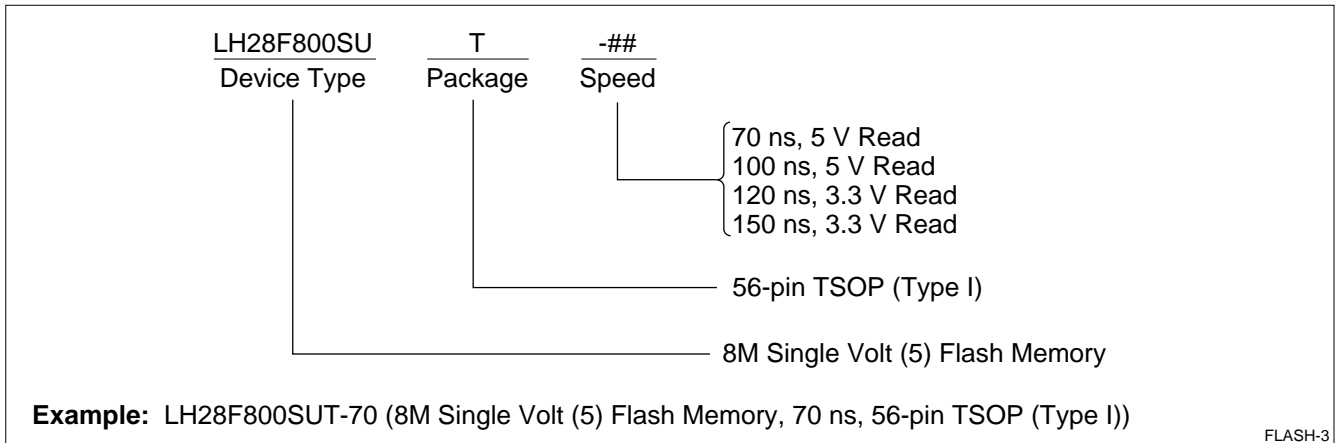 LH28F800SU T -##
Device Type Package Speed
70 ns, 5 V Read
100 ns, 5 V Read
120 ns, 3.3 V Read
150 ns, 3.3 V Read
56-pin TSOP (Type I)
8M Single Volt (5) Flash Memory
Example: LH28F800SUT-70 (8M Single Volt (5) Flash Memory, 70 ns, 56-pin TSOP (Type I))
FLASH-3